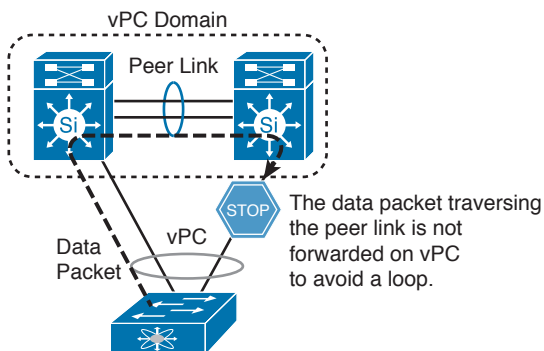 vPC Domain
Peer Link
Si
Si
STOP
The data packet traversing
the peer link is not
forwarded on vPC
to avoid a loop.
vPC
Data
Packet